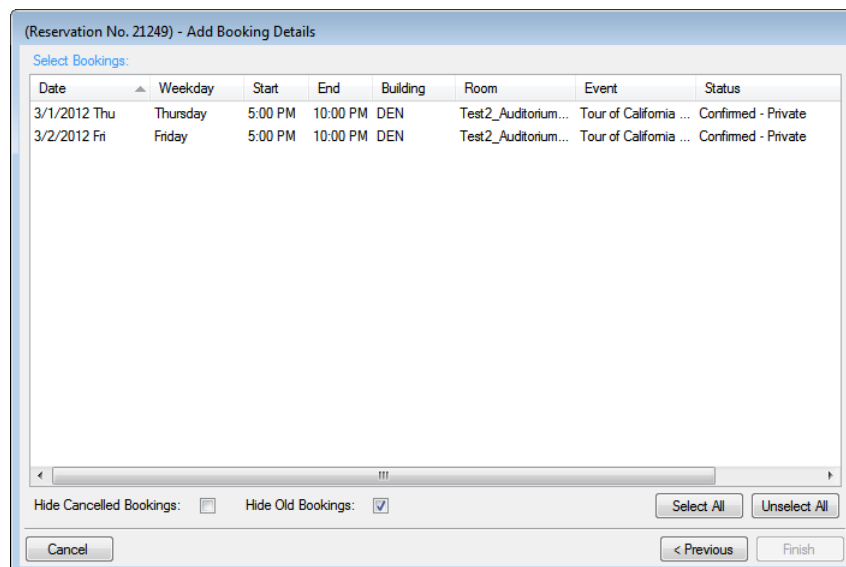 (Reservation No. 21249) - Add Booking Details
Select Bookings:
Date Weekday Start End Building Room Event Status
3/1/2012 Thu Thursday 5:00 PM 10:00 PM DEN Test2_Auditorium... Tour of California ... Confirmed - Private
3/2/2012 Fri Friday 5:00 PM 10:00 PM DEN Test2_Auditorium... Tour of California ... Confirmed - Private
Hide Cancelled Bookings: Hide Old Bookings: Select All Unselect All
Cancel < Previous Finish